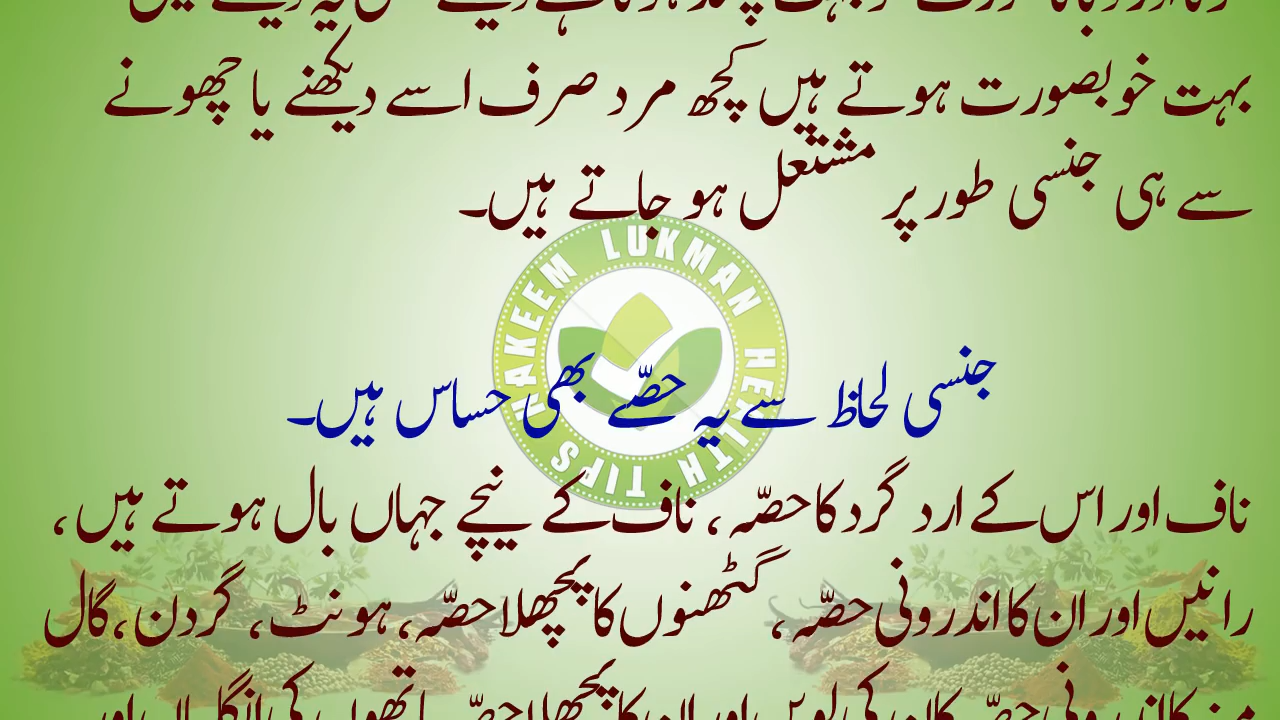 بہت خوبصورت ہوتے ہیں کچھ مرد صرف اسے دیکھنے یا چھونے
سے ہی جنسی طور پر مشتعل ہو جاتے ہیں۔
HAKEEM LUKMAN HEALTH TIPS
جنسی لحاظ سے یہ حصّے بھی حساس ہیں۔
ناف اور اس کے ارد گرد کا حصّہ، ناف کے نیچے جہاں بال ہوتے ہیں،
رانیں اور ان کا اندرونی حصّہ، گٹھنوں کا پچھلا حصّہ، ہونٹ، گردن، گال